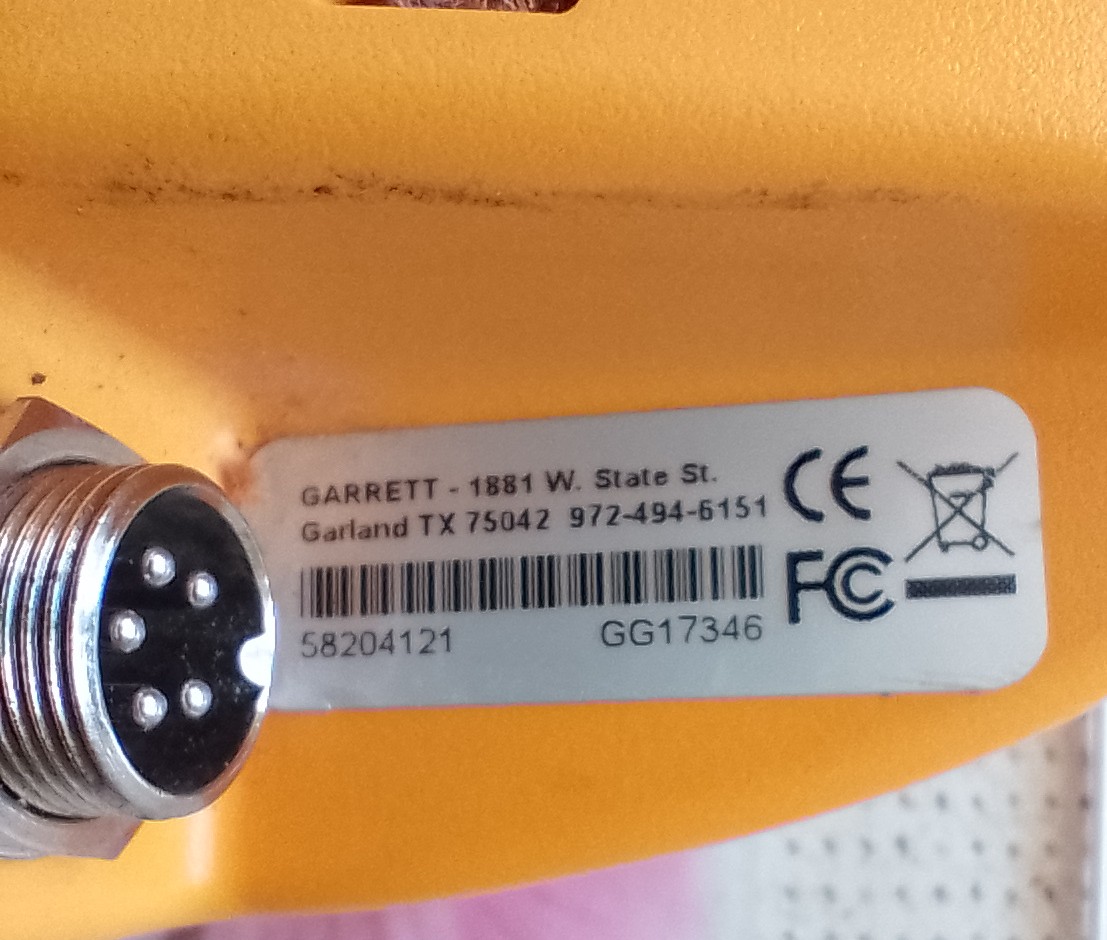 GARRETT - 1881 W. State St.
Garland TX 75042 972-494-6151
58204121 GG17346
CE
FC